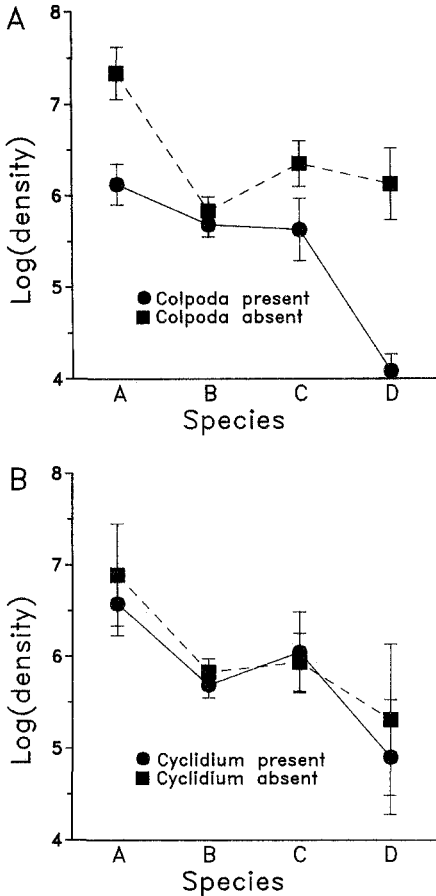 A
8
7
6
5
4
Log(density)
Colpoda present
Colpoda absent
A B C D
Species
B
8
7
6
5
4
Log(density)
Cyclidium present
Cyclidium absent
A B C D
Species